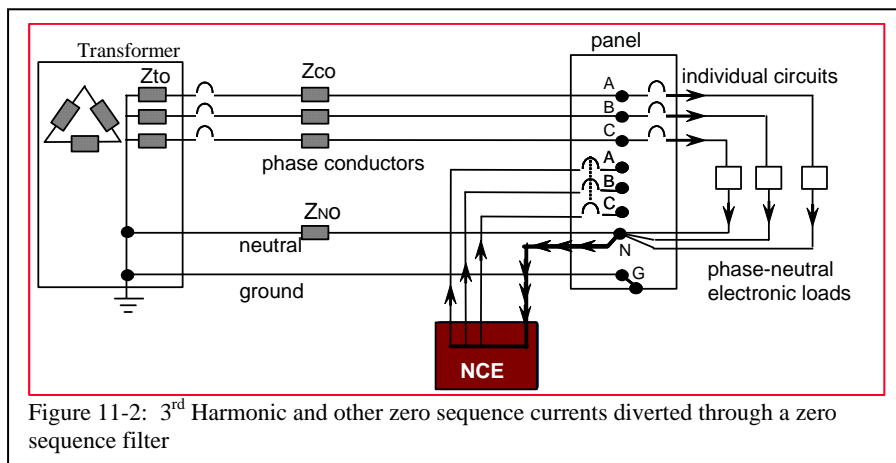 panel
Transformer
Zto
Zco
individual circuits
A
B
C
phase conductors
A
B
C
ZNO
neutral
N
ground
G
phase-neutral
electronic loads
NCE
Figure 11-2: 3rd Harmonic and other zero sequence currents diverted through a zero
sequence filter